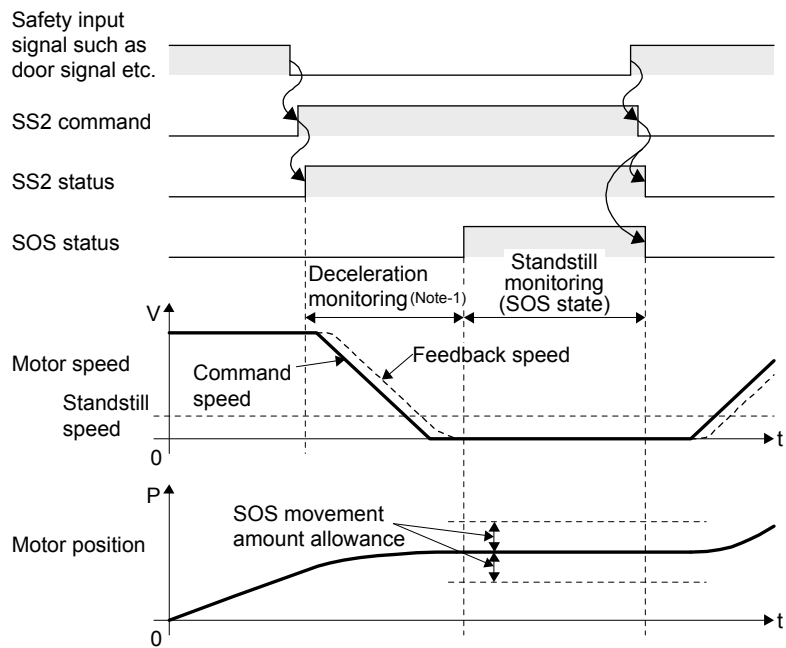 Safety input
signal such as
door signal etc.
SS2 command
SS2 status
SOS status
Deceleration
monitoring(Note-1)
Standstill
monitoring
(SOS state)
V
Motor speed
Command
speed
Feedback speed
Standstill
speed
0
t
P
SOS movement
amount allowance
Motor position
0
t